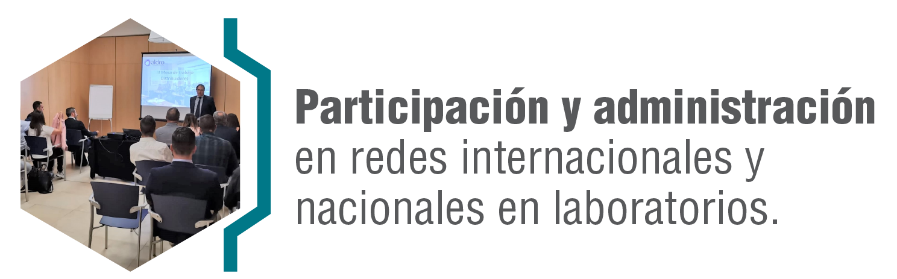 Participación y administración
en redes internacionales y
nacionales en laboratorios.